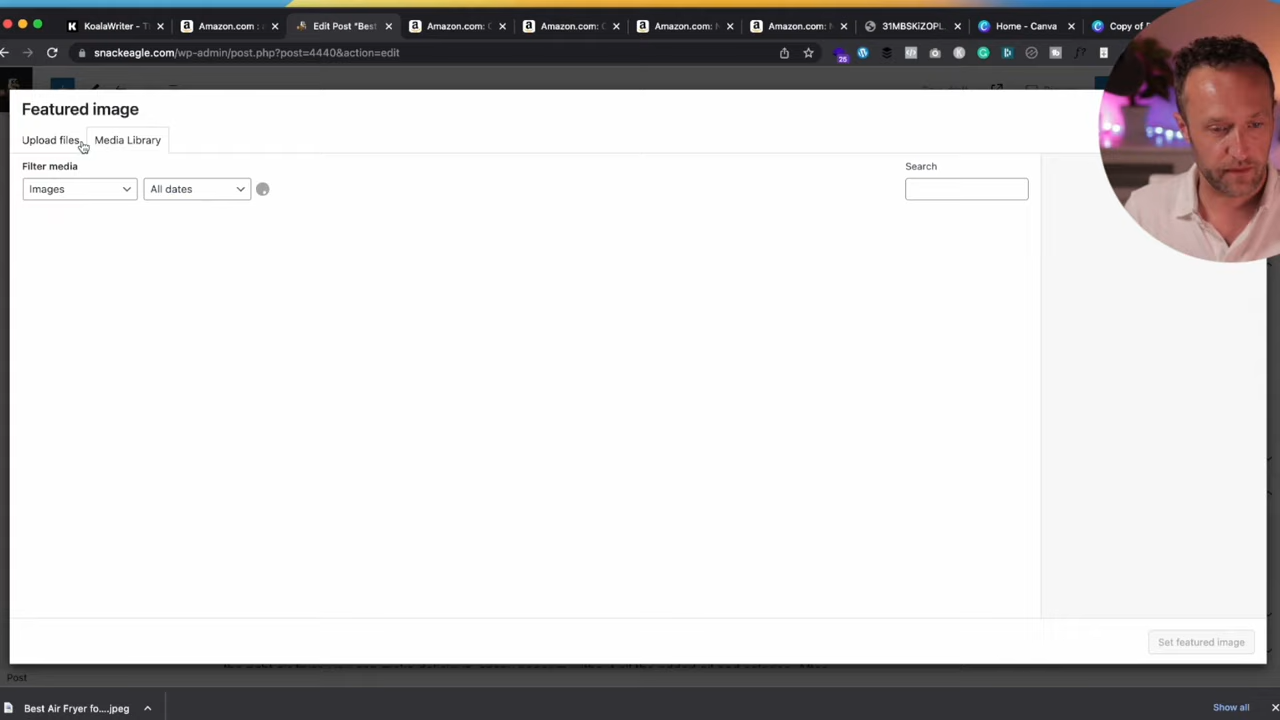 KoalaWriter - T
Amazon.com : a
Edit Post "Best
Amazon.com: C
Amazon.com: C
Amazon.com: N
Amazon.com: N
31MBSKiZOPL.
Home - Canva
Copy of
snackeagle.com/wp-admin/post.php?post=4440&action=edit
26
Featured image
Upload files
Media Library
Filter media
Search
Images
All dates
Set featured image
Post
Best Air Fryer fo....jpeg
Show all